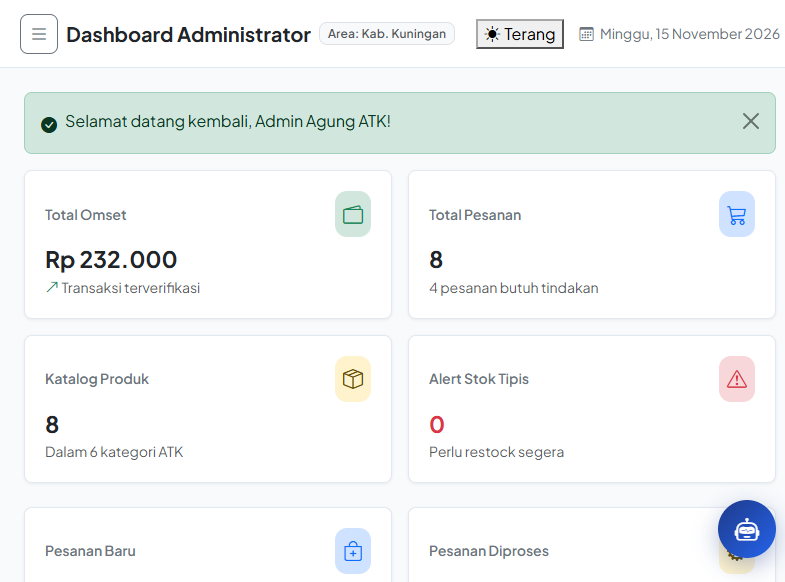 Dashboard Administrator
Area: Kab. Kuningan
Terang
Minggu, 15 November 2026
Selamat datang kembali, Admin Agung ATK!
Total Omset
Rp 232.000
Transaksi terverifikasi
Total Pesanan
8
4 pesanan butuh tindakan
Katalog Produk
8
Dalam 6 kategori ATK
Alert Stok Tipis
0
Perlu restock segera
Pesanan Baru
Pesanan Diproses